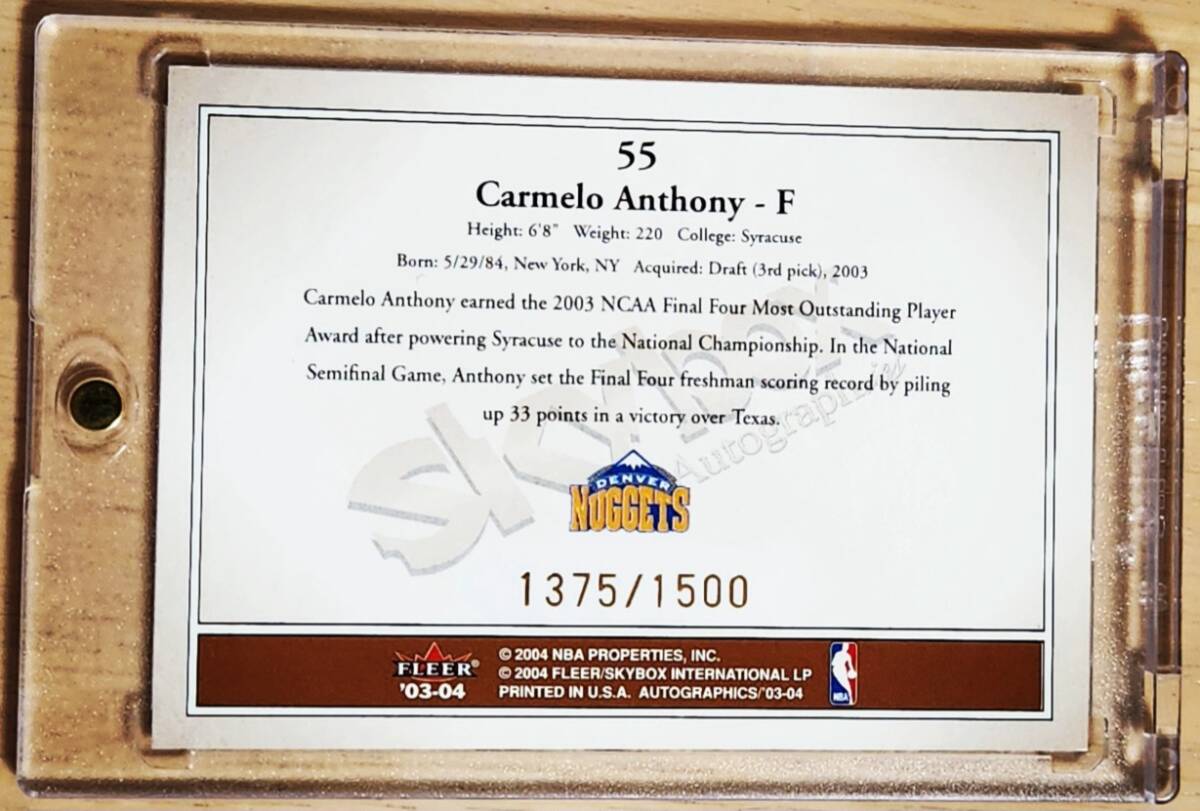 55
Carmelo Anthony - F
Height: 6'8" Weight: 220 College: Syracuse
Born: 5/29/84, New York, NY Acquired: Draft (3rd pick), 2003
Carmelo Anthony earned the 2003 NCAA Final Four Most Outstanding Player
Award after powering Syracuse to the National Championship. In the National
Semifinal Game, Anthony set the Final Four freshman scoring record by piling
up 33 points in a victory over Texas.
skybox
Autographics
DENVER
NUGGETS
1375/1500
FLEER®
'03-04
© 2004 NBA PROPERTIES, INC.
© 2004 FLEER/SKYBOX INTERNATIONAL LP
PRINTED IN U.S.A. AUTOGRAPHICS/'03-04
NBA